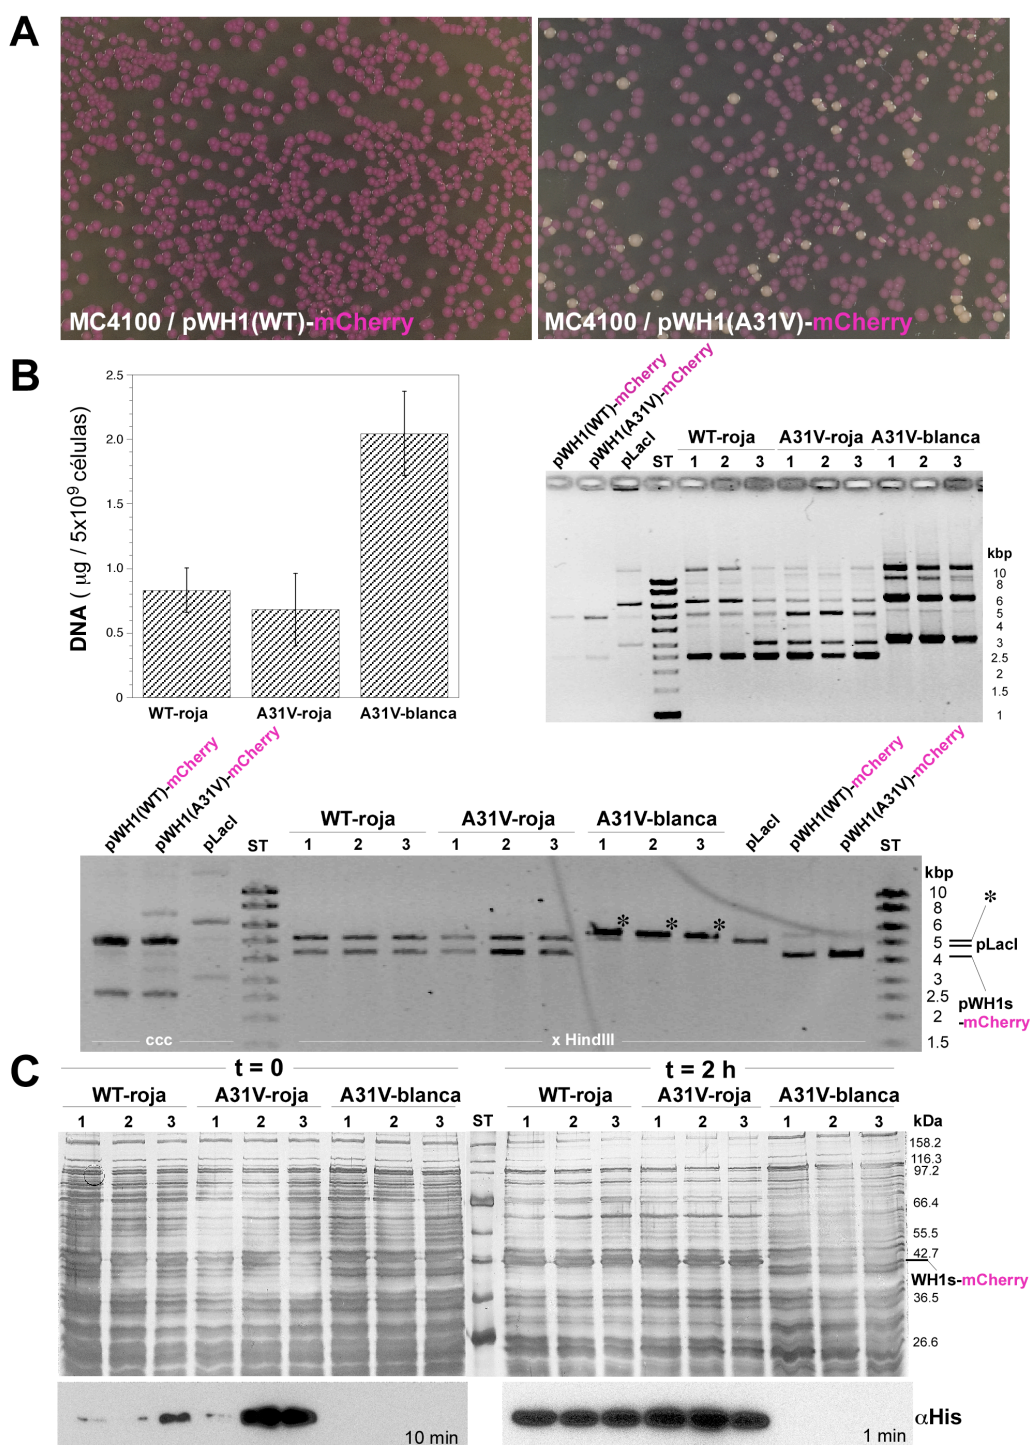 A
MC4100 / pWH1(WT)-mCherry
MC4100 / pWH1(A31V)-mCherry
B
DNA ( μg / 5x10⁹ células)
2.5
2.0
1.5
1.0
0.5
0
WT-roja
A31V-roja
A31V-blanca
pWH1(WT)-mCherry
pWH1(A31V)-mCherry
pLacI
ST
WT-roja
A31V-roja
A31V-blanca
1 2 3 1 2 3 1 2 3
kbp
10
8
6
5
4
3
2.5
2
1.5
1
pWH1(WT)-mCherry
pWH1(A31V)-mCherry
pLacI
ST
WT-roja
A31V-roja
A31V-blanca
1 2 3 1 2 3 1 2 3
pLacI
pWH1(WT)-mCherry
pWH1(A31V)-mCherry
ST
* * *
kbp
10
8
6
5
4
3
2.5
2
1.5
*
pLacI
pWH1s
-mCherry
ccc
x HindIII
C
t = 0
t = 2 h
WT-roja A31V-roja A31V-blanca
WT-roja A31V-roja A31V-blanca
1 2 3 1 2 3 1 2 3 ST 1 2 3 1 2 3 1 2 3
kDa
158.2
116.3
97.2
66.4
55.5
42.7
WH1s-mCherry
36.5
26.6
10 min
1 min
αHis